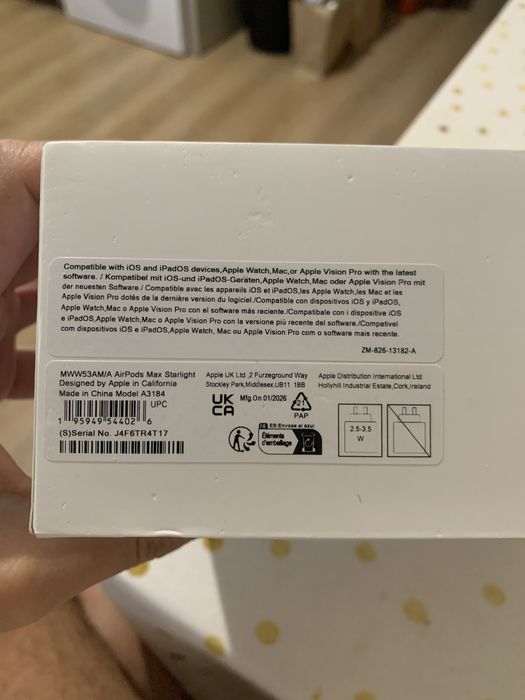 Compatible with iOS and iPadOS devices,Apple Watch,Mac,or Apple Vision Pro with the latest
software. / Kompatibel mit iOS-und iPadOS-Geräten,Apple Watch,Mac oder Apple Vision Pro mit
der neuesten Software./ Compatible avec les appareils iOS et iPadOS,les Apple Watch,les Mac et les
Apple Vision Pro dotés de la dernière version du logiciel./Compatible con dispositivos iOS y iPadOS,
Apple Watch,Mac o Apple Vision Pro con el software más reciente./Compatibale con i dispositive iOS
e iPadOS,Apple Watch,Mac o Apple Vision Pro con la versione più recente del software./Compativel
com dispositivos iOS e iPadOS,Apple Watch, Mac ou Apple Vision Pro com o software mais recente.
ZM-826-13182-A
MWW53AM/A AirPods Max Starlight
Designed by Apple in California
Made in China Model A3184
UPC
1 95949 54402 6
(S)Serial No. J4F6TR4T17
Apple UK Ltd.,2 Furzeground Way
Stockley Park,Middlesex,UB11 1BB
UK
CA
Mfg.On 01/2026
21
PAP
FR ES:Envase al azul
Éléments
d'emballage
Apple Distribution International Ltd.
Hollyhill Industrial Estate,Cork,Ireland
2.5-3.5
W